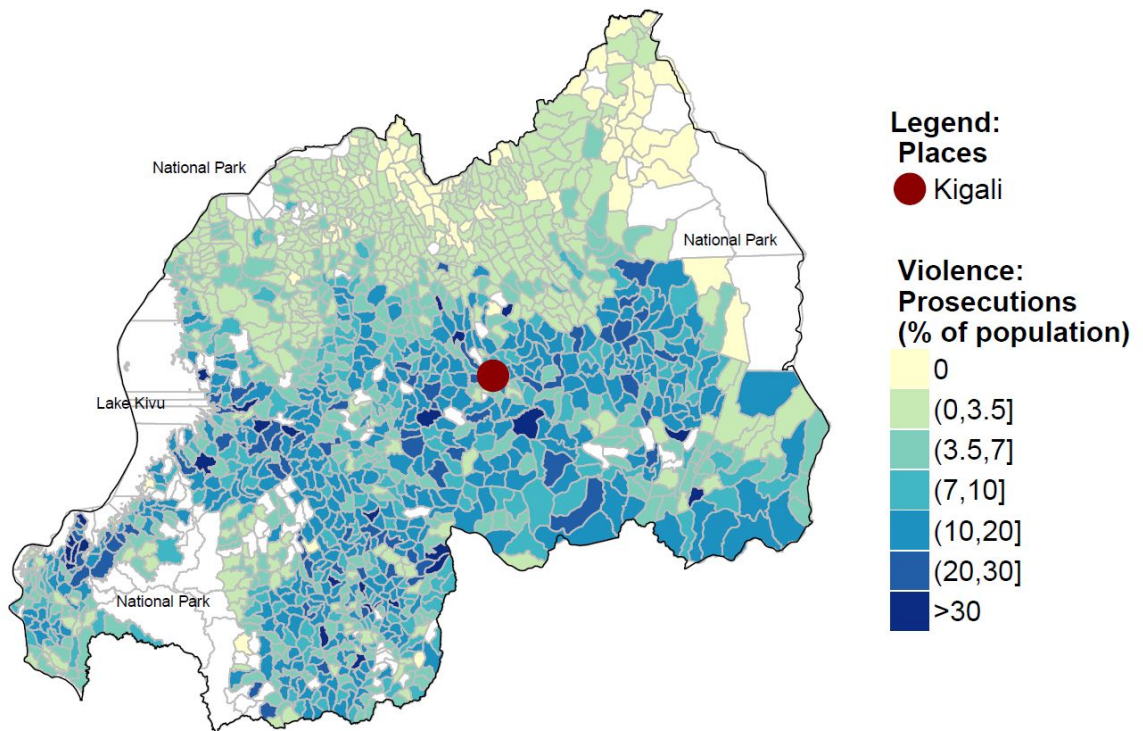 National Park
National Park
Lake Kivu
National Park
Legend:
Places
Kigali
Violence:
Prosecutions
(% of population)
0
(0,3.5]
(3.5,7]
(7,10]
(10,20]
(20,30]
>30